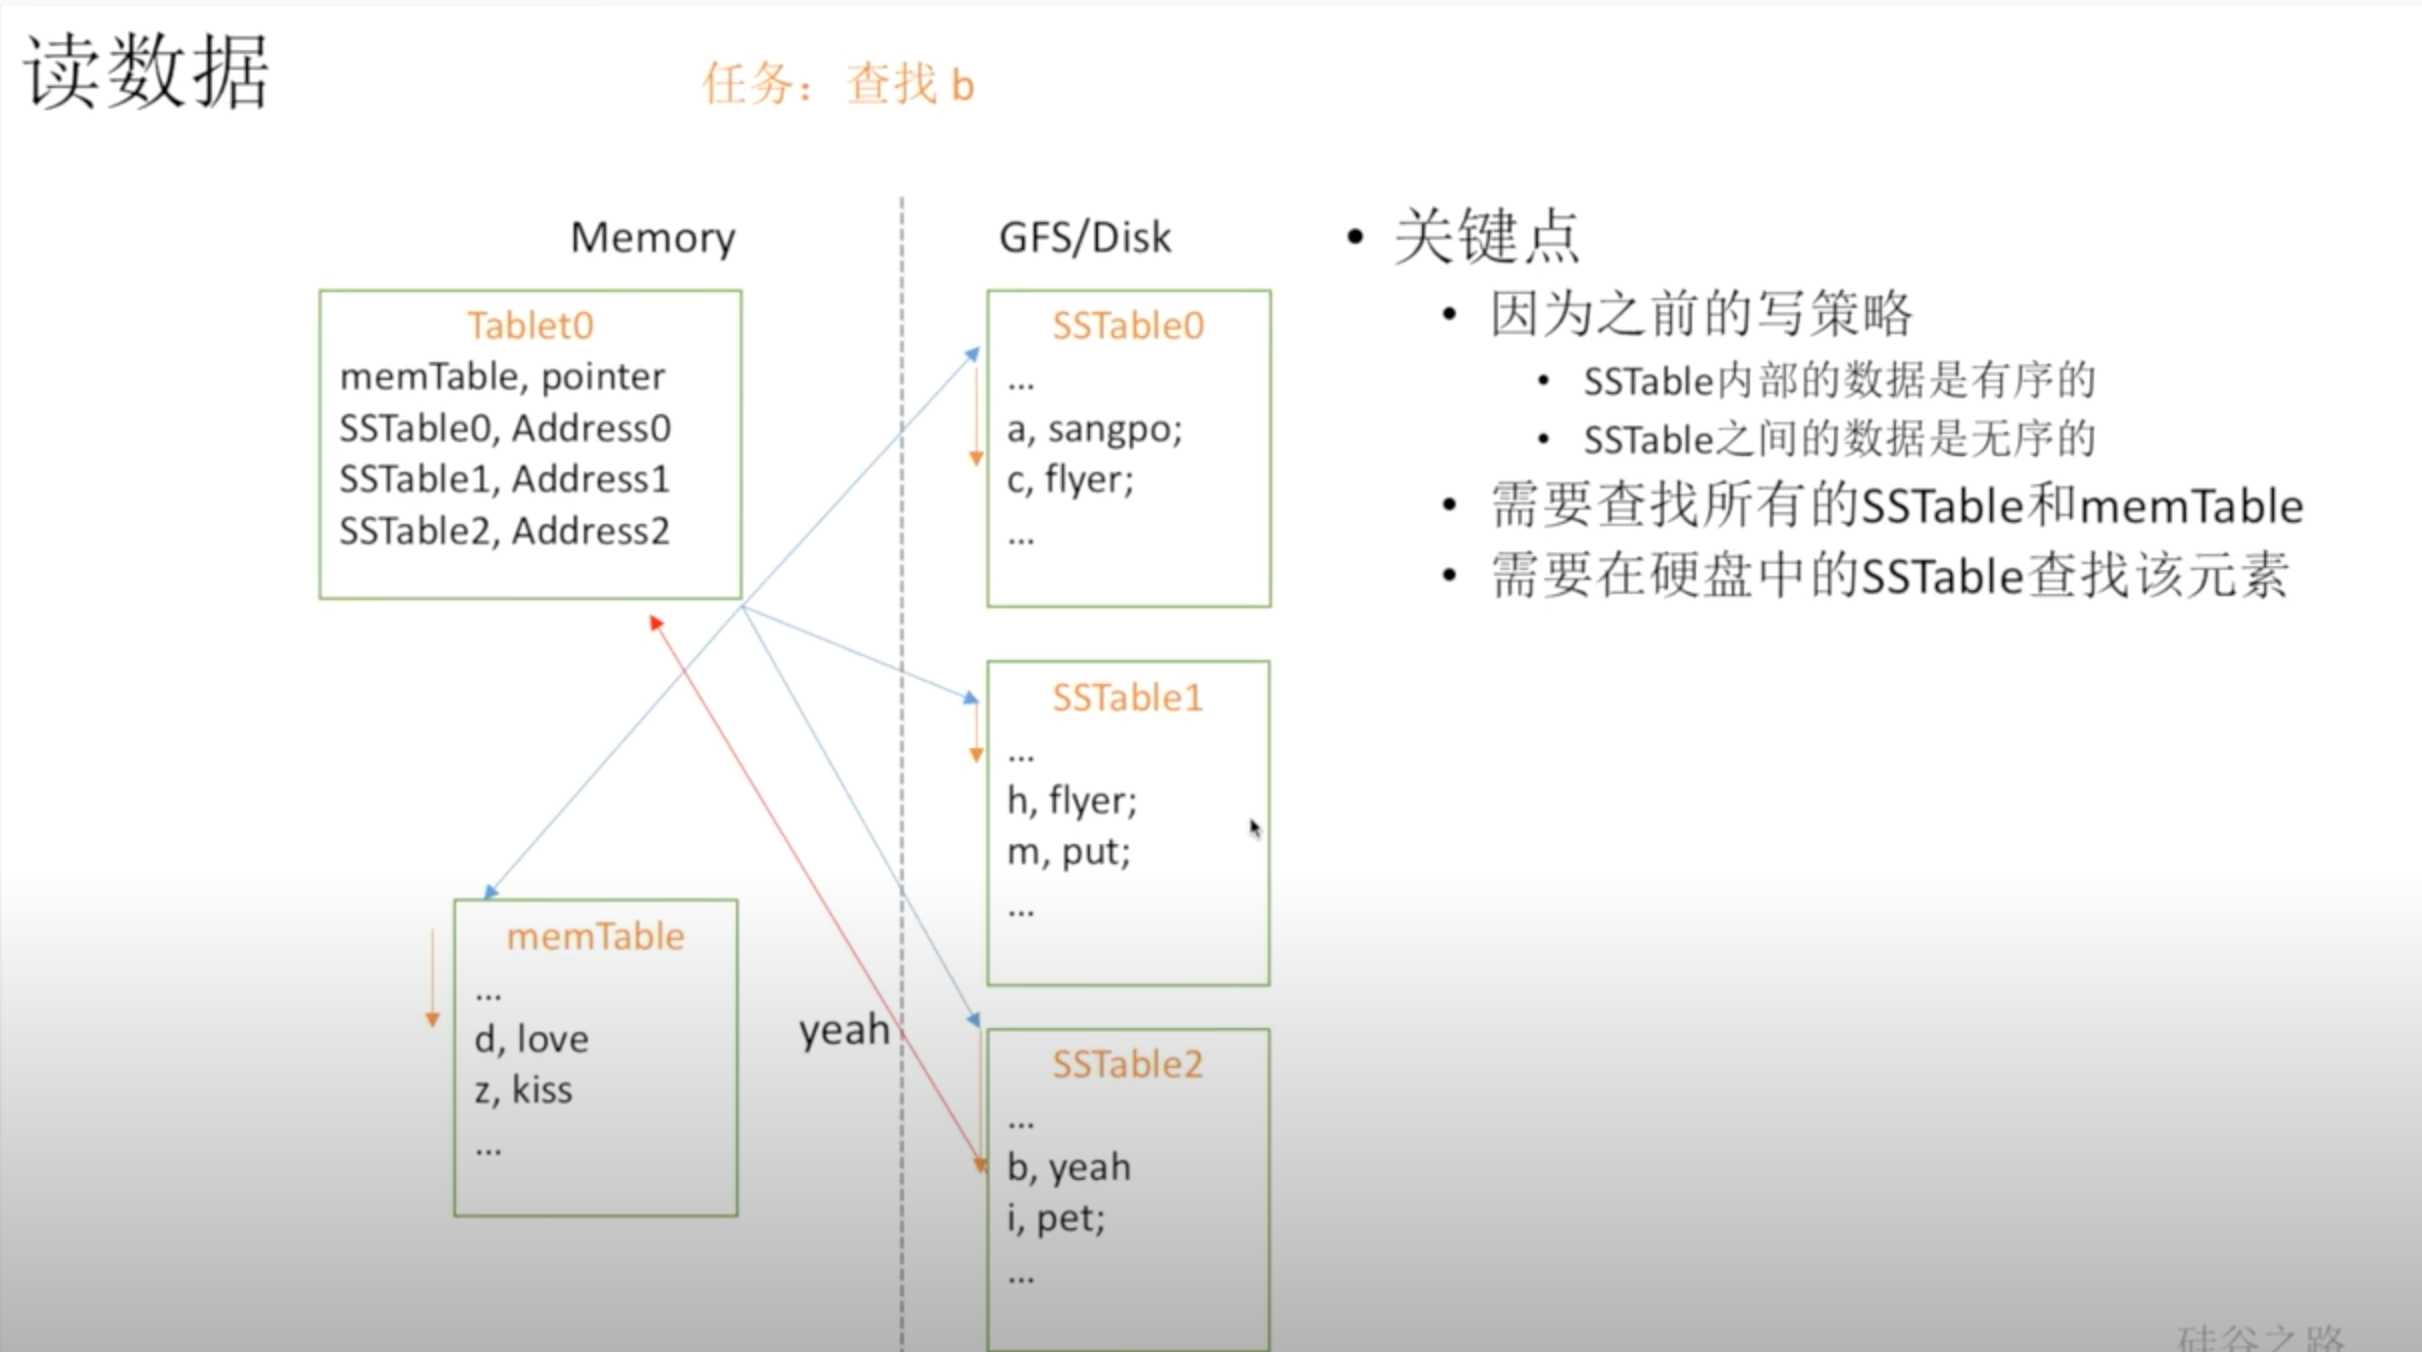 读数据
任务：查找 b
Memory
Tablet0
memTable, pointer
SSTable0, Address0
SSTable1, Address1
SSTable2, Address2
memTable
...
d, love
z, kiss
...
yeah
GFS/Disk
SSTable0
...
a, sangpo;
c, flyer;
...
SSTable1
...
h, flyer;
m, put;
...
SSTable2
...
b, yeah
i, pet;
...
• 关键点
• 因为之前的写策略
• SSTable内部的数据是有序的
• SSTable之间的数据是无序的
• 需要查找所有的SSTable和memTable
• 需要在硬盘中的SSTable查找该元素
硅谷之路